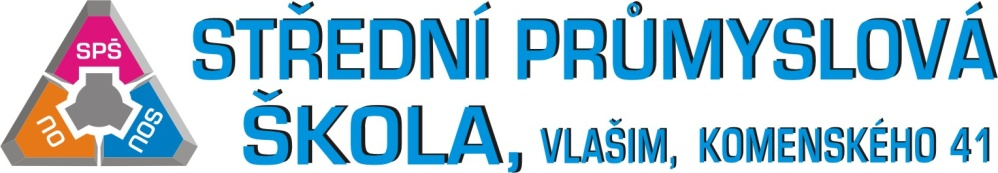 SPŠ
OU
SOU
STŘEDNÍ PRŮMYSLOVÁ
ŠKOLA, VLAŠIM, KOMENSKÉHO 41